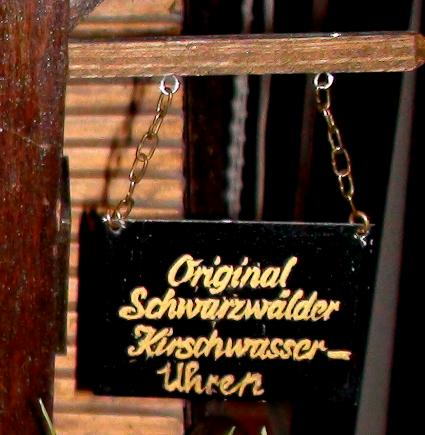 Original
Schwarzwälder
Kirschwasser-
Uhren